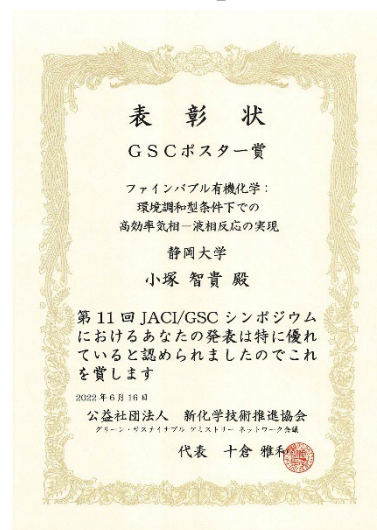 表彰状
GSCポスター賞
ファインバブル有機化学：
環境調和型条件下での
高効率気相－液相反応の実現
静岡大学
小塚 智貴 殿
第11回 JACI/GSC シンポジウム
におけるあなたの発表は特に優れ
ていると認められましたのでこれ
を賞します
2022年6月16日
公益社団法人 新化学技術推進協会
グリーン・サステイナブル ケミストリー ネットワーク会議
代表 十倉 雅和